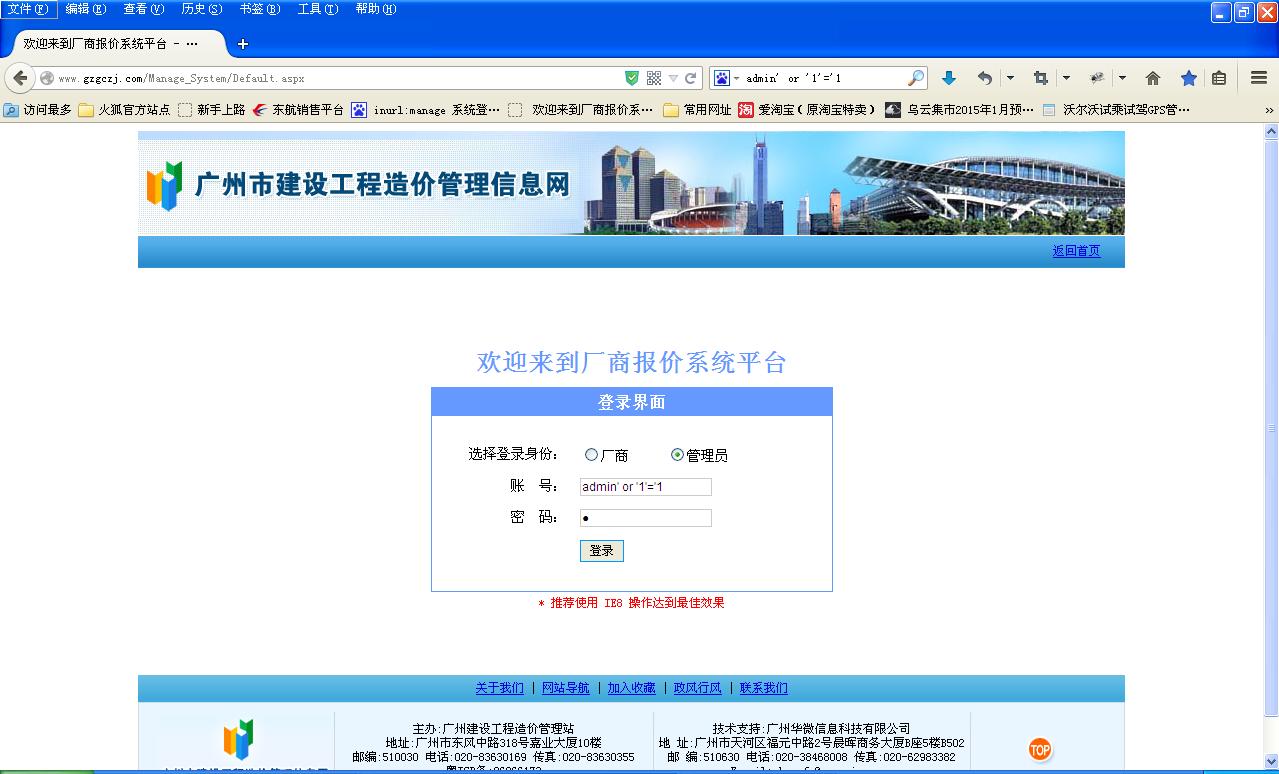 文件(F) 编辑(E) 查看(V) 历史(S) 书签(B) 工具(T) 帮助(H)
欢迎来到厂商报价系统平台 - ...
www.gzgczj.com/Manage_System/Default.aspx admin' or '1'='1
访问最多 火狐官方站点 新手上路 东航销售平台 inurl:manage 系统登... 欢迎来到厂商报价系... 常用网址 爱淘宝（原淘宝特卖） 乌云集市2015年1月预... 沃尔沃试乘试驾GPS管... »
广州市建设工程造价管理信息网
返回首页
欢迎来到厂商报价系统平台
登录界面
选择登录身份： 厂商 管理员
账 号： admin' or '1'='1
密 码： ●
登录
* 推荐使用 IE8 操作达到最佳效果
关于我们 | 网站导航 | 加入收藏 | 政风行风 | 联系我们
主办:广州建设工程造价管理站
地址:广州市东风中路318号嘉业大厦10楼
邮编:510030 电话:020-83630169 传真:020-83630355
技术支持:广州华微信息科技有限公司
地 址:广州市天河区福元中路2号晨晖商务大厦B座5楼B502
邮 编:510630 电话:020-38468008 传真:020-62983382
TOP